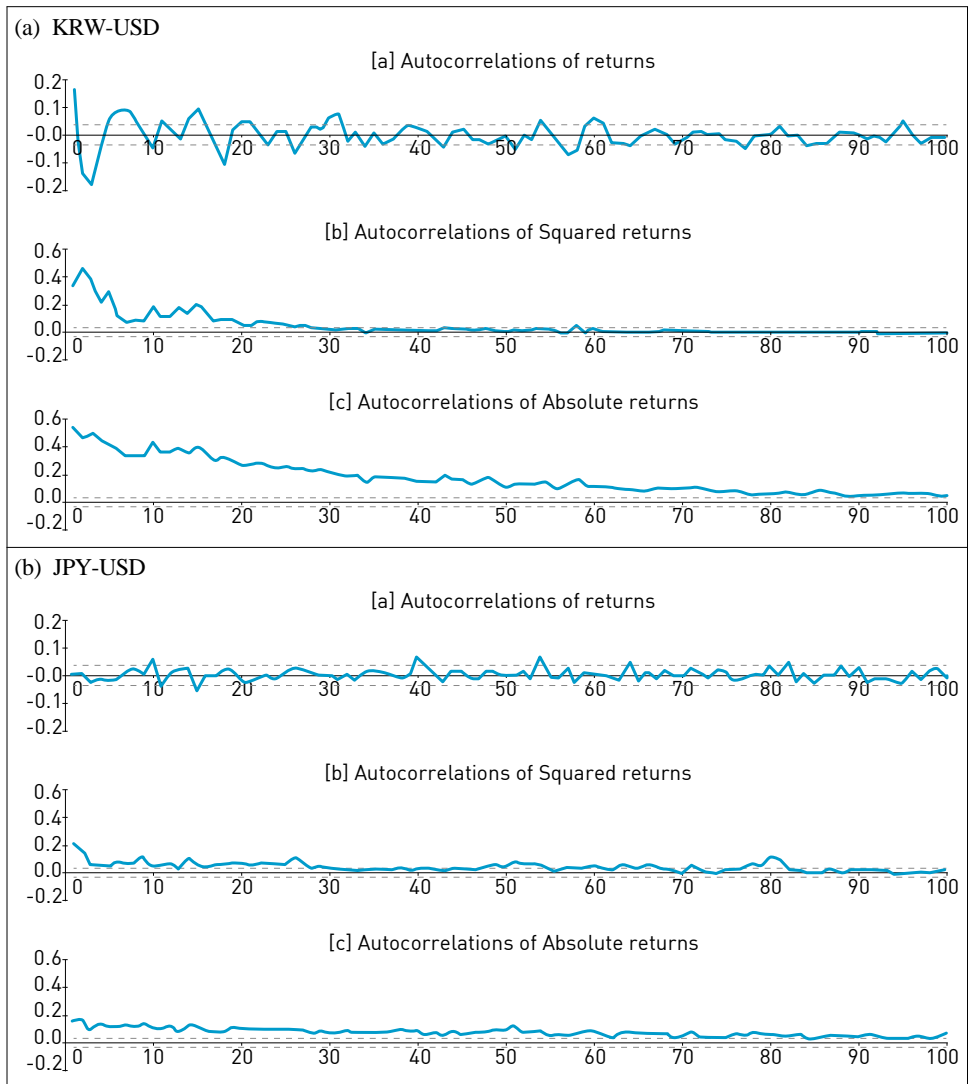 (a) KRW-USD
[a] Autocorrelations of returns
0.2
0.1
-0.0
-0.1
-0.2
0 10 20 30 40 50 60 70 80 90 100
[b] Autocorrelations of Squared returns
0.6
0.4
0.2
0.0
-0.2
0 10 20 30 40 50 60 70 80 90 100
[c] Autocorrelations of Absolute returns
0.6
0.4
0.2
0.0
-0.2
0 10 20 30 40 50 60 70 80 90 100
(b) JPY-USD
[a] Autocorrelations of returns
0.2
0.1
-0.0
-0.1
-0.2
0 10 20 30 40 50 60 70 80 90 100
[b] Autocorrelations of Squared returns
0.6
0.4
0.2
0.0
-0.2
0 10 20 30 40 50 60 70 80 90 100
[c] Autocorrelations of Absolute returns
0.6
0.4
0.2
0.0
-0.2
0 10 20 30 40 50 60 70 80 90 100